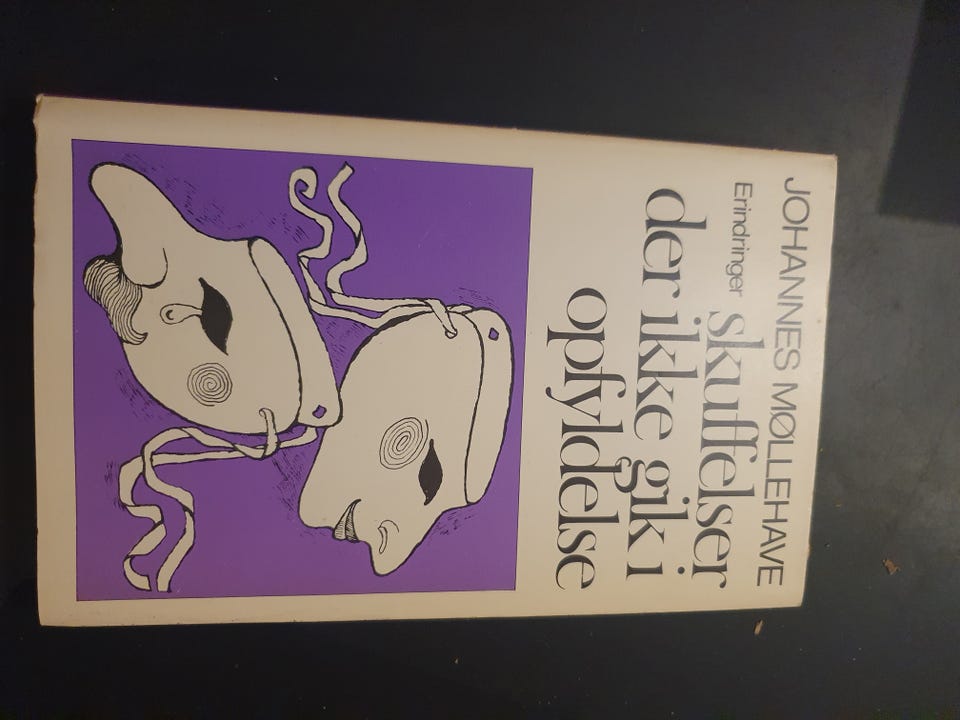 JOHANNES MØLLEHAVE
Erindringer skuffelser
der ikke gik i
opfyldelse